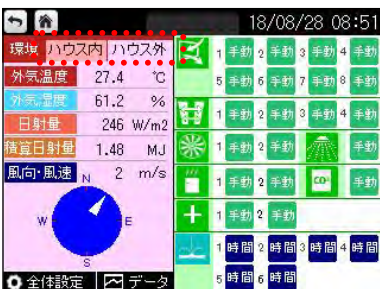 18/08/28 08:51
環境 ハウス内 ハウス外
外気温度 27.4 ℃
外気湿度 61.2 %
日射量 246 W/m2
積算日射量 1.48 MJ
風向・風速 2 m/s
N
W E
S
全体設定 データ
1 手動 2 手動 3 手動 4 手動
5 手動 6 手動 7 手動 8 手動
1 手動 2 手動 3 手動 4 手動
1 手動 2 手動 手動
1 手動 2 手動 CO² 手動
1 手動 2 手動
1 時間 2 時間 3 時間 4 時間
5 時間 6 時間